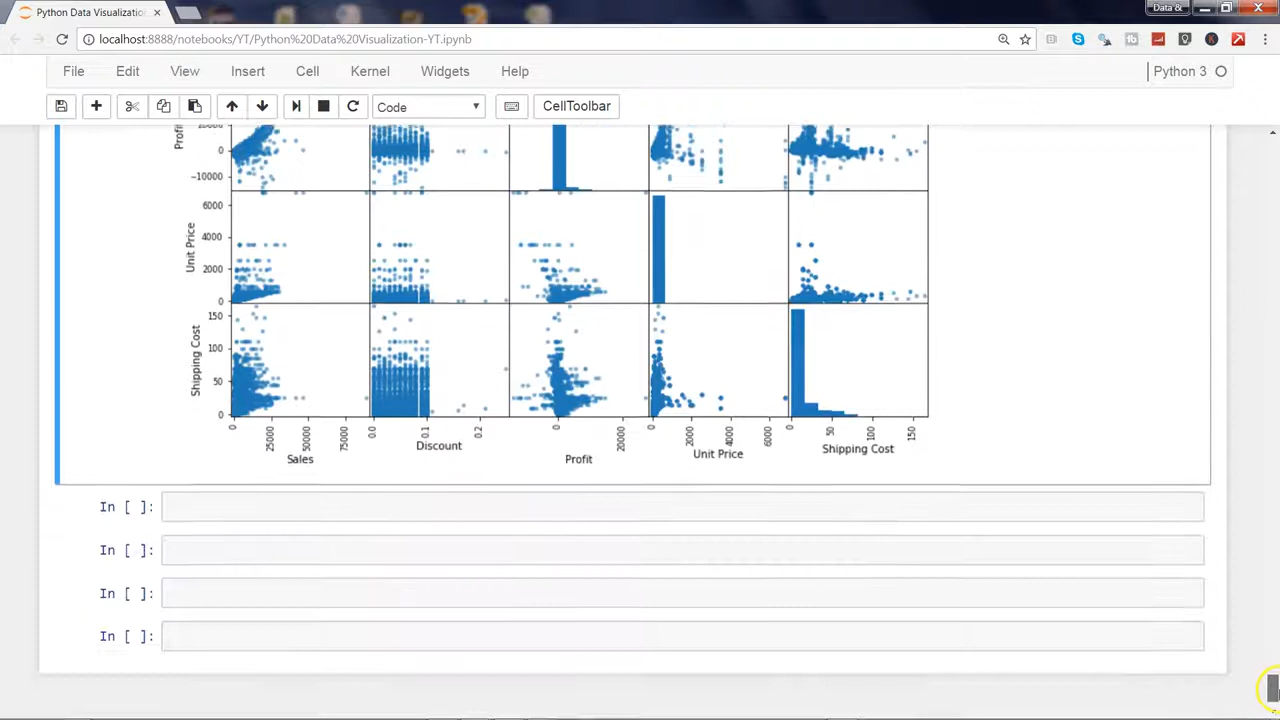 Python Data Visualizatio
Data &
localhost:8888/notebooks/YT/Python%20Data%20Visualization-YT.ipynb
File Edit View Insert Cell Kernel Widgets Help Python 3
Code CellToolbar
Profit
0
−10000
Unit Price
6000
4000
2000
0
Shipping Cost
150
100
50
0
0 25000 50000 75000 0.0 0.1 0.2 0 20000 0 2000 4000 6000 0 50 100 150
Sales Discount Profit Unit Price Shipping Cost
In [ ]:
In [ ]:
In [ ]:
In [ ]: